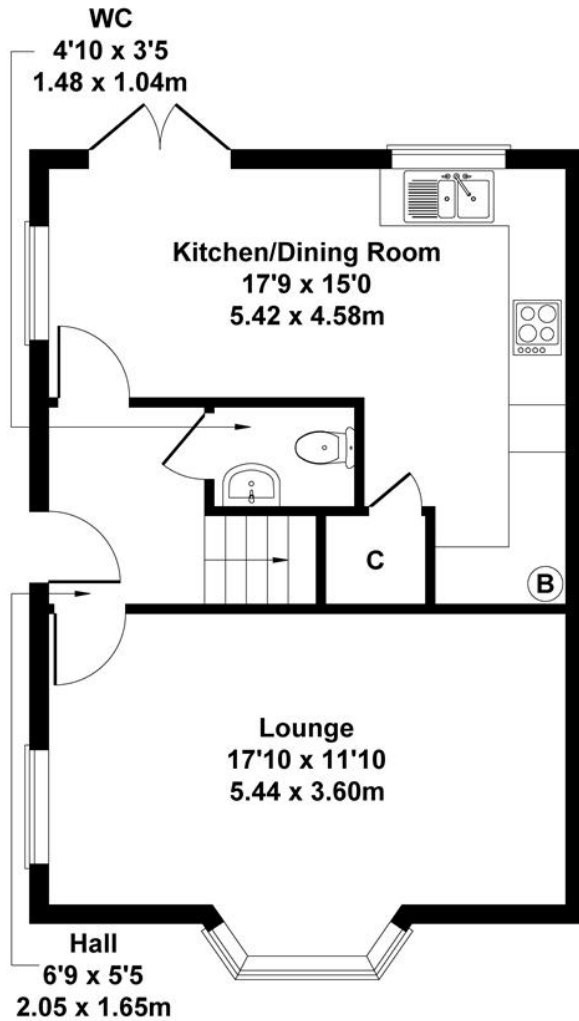 WC
4'10 x 3'5
1.48 x 1.04m
Kitchen/Dining Room
17'9 x 15'0
5.42 x 4.58m
C
B
Lounge
17'10 x 11'10
5.44 x 3.60m
Hall
6'9 x 5'5
2.05 x 1.65m